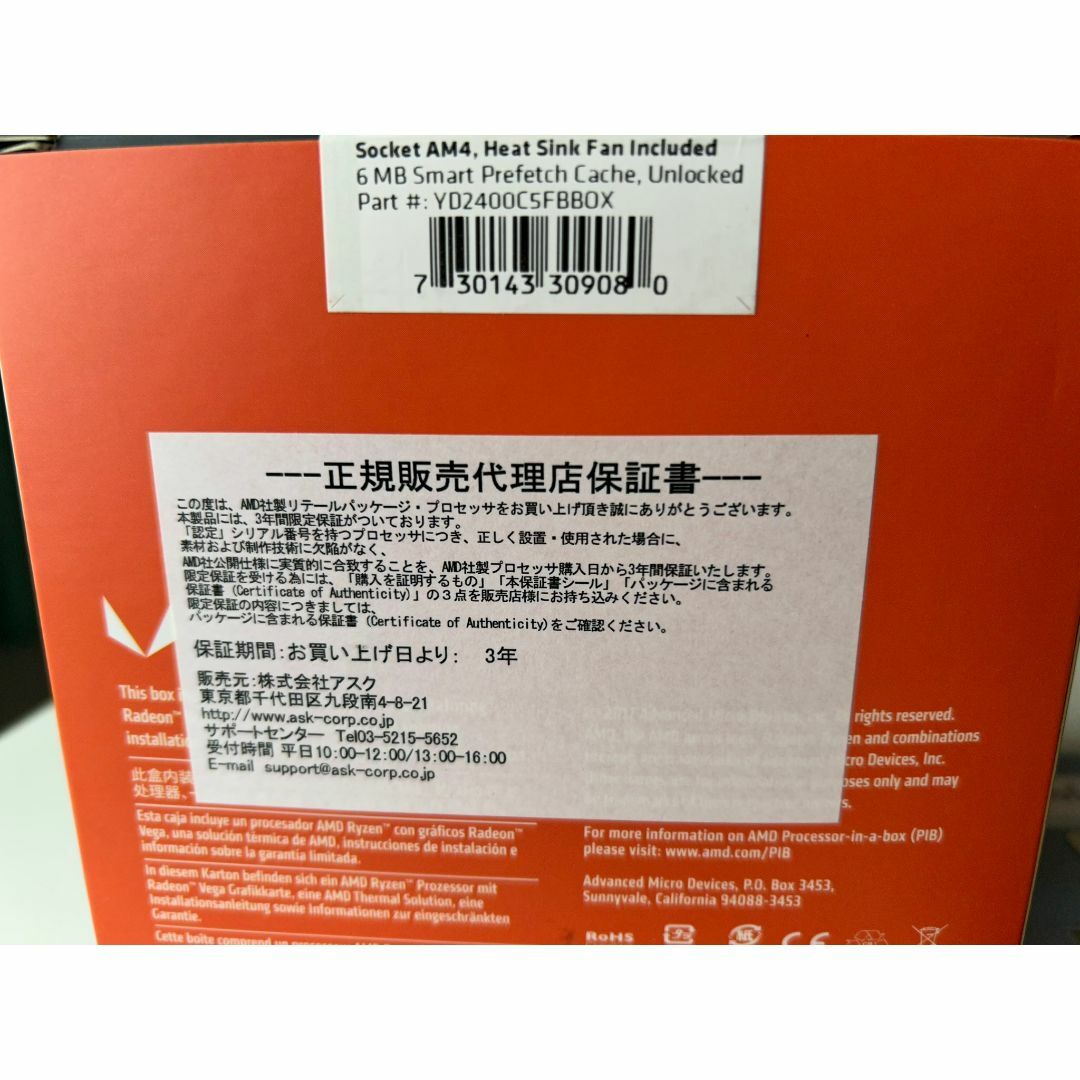 Socket AM4, Heat Sink Fan Included
6 MB Smart Prefetch Cache, Unlocked
Part #: YD2400C5FBBOX
7 30143 30908 0
---正規販売代理店保証書---
この度は、AMD社製リテールパッケージ・プロセッサをお買い上げ頂き誠にありがとうございます。
本製品には、3年間限定保証がついております。
「認定」シリアル番号を持つプロセッサにつき、正しく設置・使用された場合に、
素材および制作技術に欠陥がなく、
AMD社公開仕様に実質的に合致することを、AMD社製プロセッサ購入日から3年間保証いたします。
限定保証を受ける為には、「購入を証明するもの」「本保証書シール」「パッケージに含まれる
保証書 (Certificate of Authenticity)」の3点を販売店様にお持ち込みください。
限定保証の内容につきましては、
パッケージに含まれる保証書 (Certificate of Authenticity)をご確認ください。
保証期間：お買い上げ日より： 3年
販売元：株式会社アスク
東京都千代田区九段南4-8-21
http://www.ask-corp.co.jp
サポートセンター Tel03-5215-5652
受付時間 平日10:00-12:00/13:00-16:00
E-mail support@ask-corp.co.jp
This box
Radeon™
此盒内装
处理器、
Esta caja incluye un procesador AMD Ryzen™ con gráficos Radeon™
Vega, una solución térmica de AMD, instrucciones de instalación e
información sobre la garantía limitada.
In diesem Karton befinden sich ein AMD Ryzen™ Prozessor mit
Radeon™ Vega Grafikkarte, eine AMD Thermal Solution, eine
Installationsanleitung sowie Informationen zur eingeschränkten
Garantie.
Cette boîte comprend un
rights reserved.
and combinations
Devices, Inc.
only and may
For more information on AMD Processor-in-a-box (PIB)
please visit: www.amd.com/PIB
Advanced Micro Devices, P.O. Box 3453,
Sunnyvale, California 94088-3453
RoHS
CE